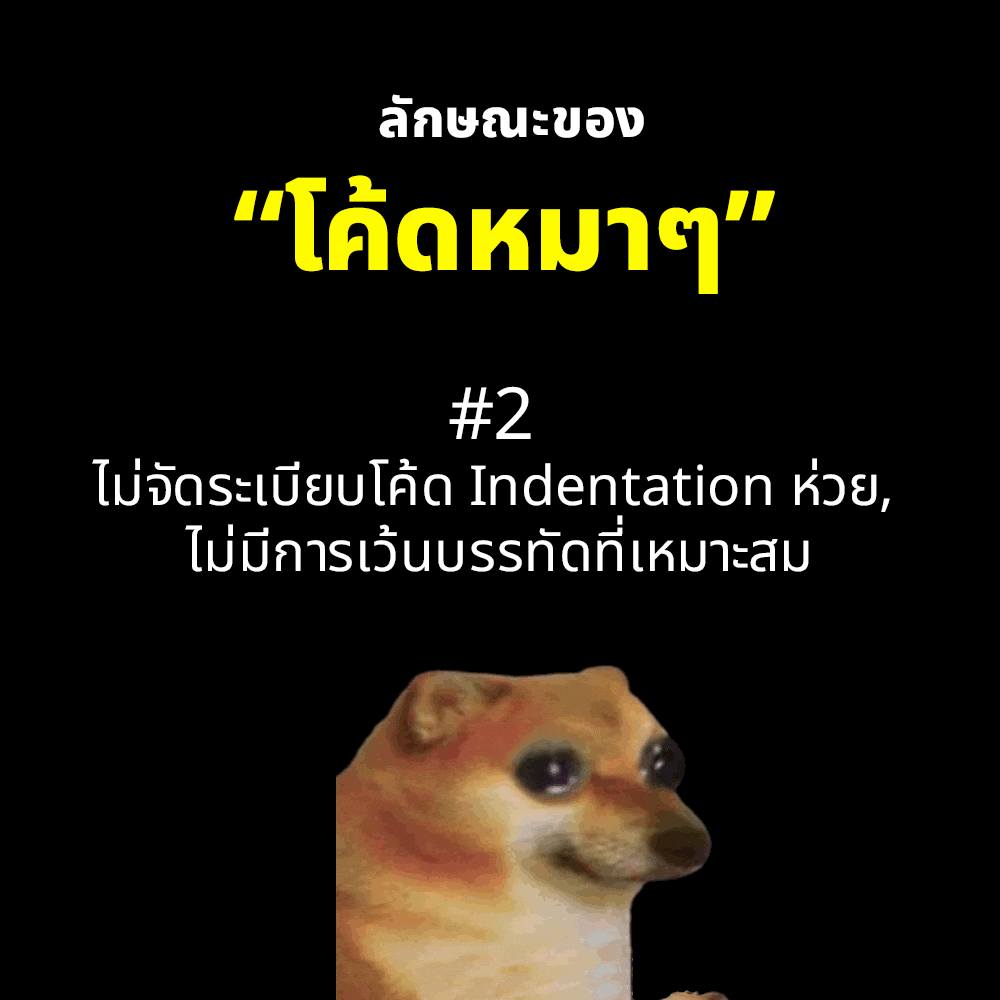 ลักษณะของ
“โค้ดหมาๆ”
#2
ไม่จัดระเบียบโค้ด Indentation ห่วย,
ไม่มีการเว้นบรรทัดที่เหมาะสม